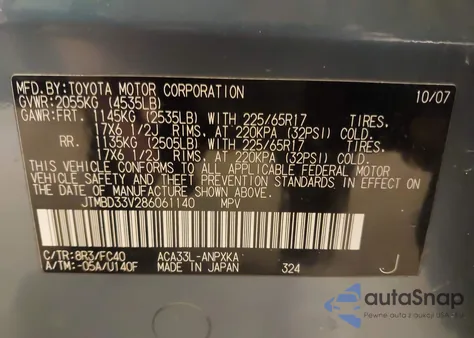 MFD.BY:TOYOTA MOTOR CORPORATION 10/07
GVWR:2055KG (4535LB)
GAWR:FRT. 1145KG (2535LB) WITH 225/65R17 TIRES,
17X6 1/2J RIMS, AT 220KPA (32PSI) COLD
RR. 1135KG (2505LB) WITH 225/65R17 TIRES,
17X6 1/2J RIMS, AT 220KPA (32PSI) COLD
THIS VEHICLE CONFORMS TO ALL APPLICABLE FEDERAL MOTOR
VEHICLE SAFETY AND THEFT PREVENTION STANDARDS IN EFFECT ON
THE DATE OF MANUFACTURE SHOWN ABOVE.
JTMBD33V286061140 MPV
C/TR:8R3/FC40 ACA33L-ANPXKA
A/TM:-05A/U140F MADE IN JAPAN 324 J
autoSnap
Pewne auto prosto z USA